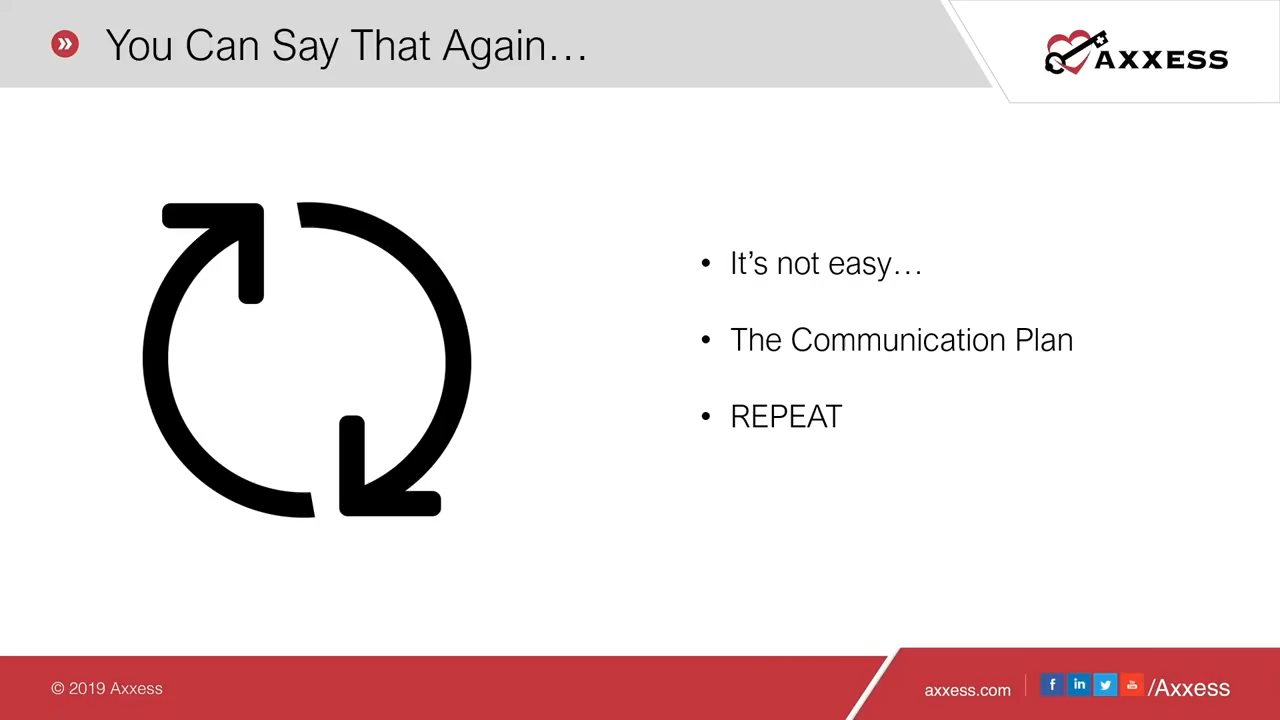 You Can Say That Again…
AXXESS
• It's not easy…
• The Communication Plan
• REPEAT
© 2019 Axxess
axxess.com
/Axxess